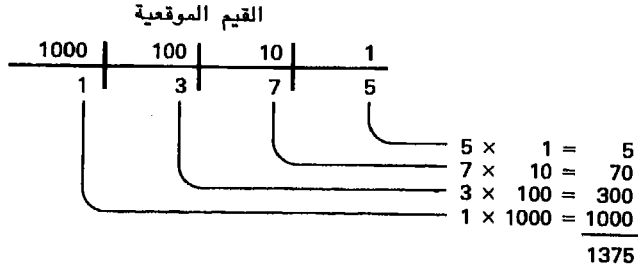 القيم الموقعية
1000 100 10 1
1 3 7 5
5 × 1 = 5
7 × 10 = 70
3 × 100 = 300
1 × 1000 = 1000
1375